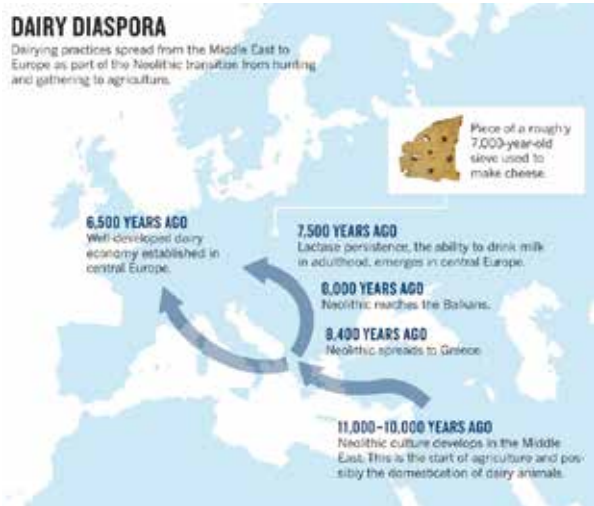 DAIRY DIASPORA
Dairying practices spread from the Middle East to
Europe as part of the Neolithic transition from hunting
and gathering to agriculture.
Piece of a roughly
7,000-year-old
sieve used to
make cheese.
6,500 YEARS AGO
Well-developed dairy
economy established in
central Europe.
7,500 YEARS AGO
Lactase persistence, the ability to drink milk
in adulthood, emerges in central Europe.
8,000 YEARS AGO
Neolithic reaches the Balkans.
8,400 YEARS AGO
Neolithic spreads to Greece
11,000–10,000 YEARS AGO
Neolithic culture develops in the Middle
East. This is the start of agriculture and pos-
sibly the domestication of dairy animals.